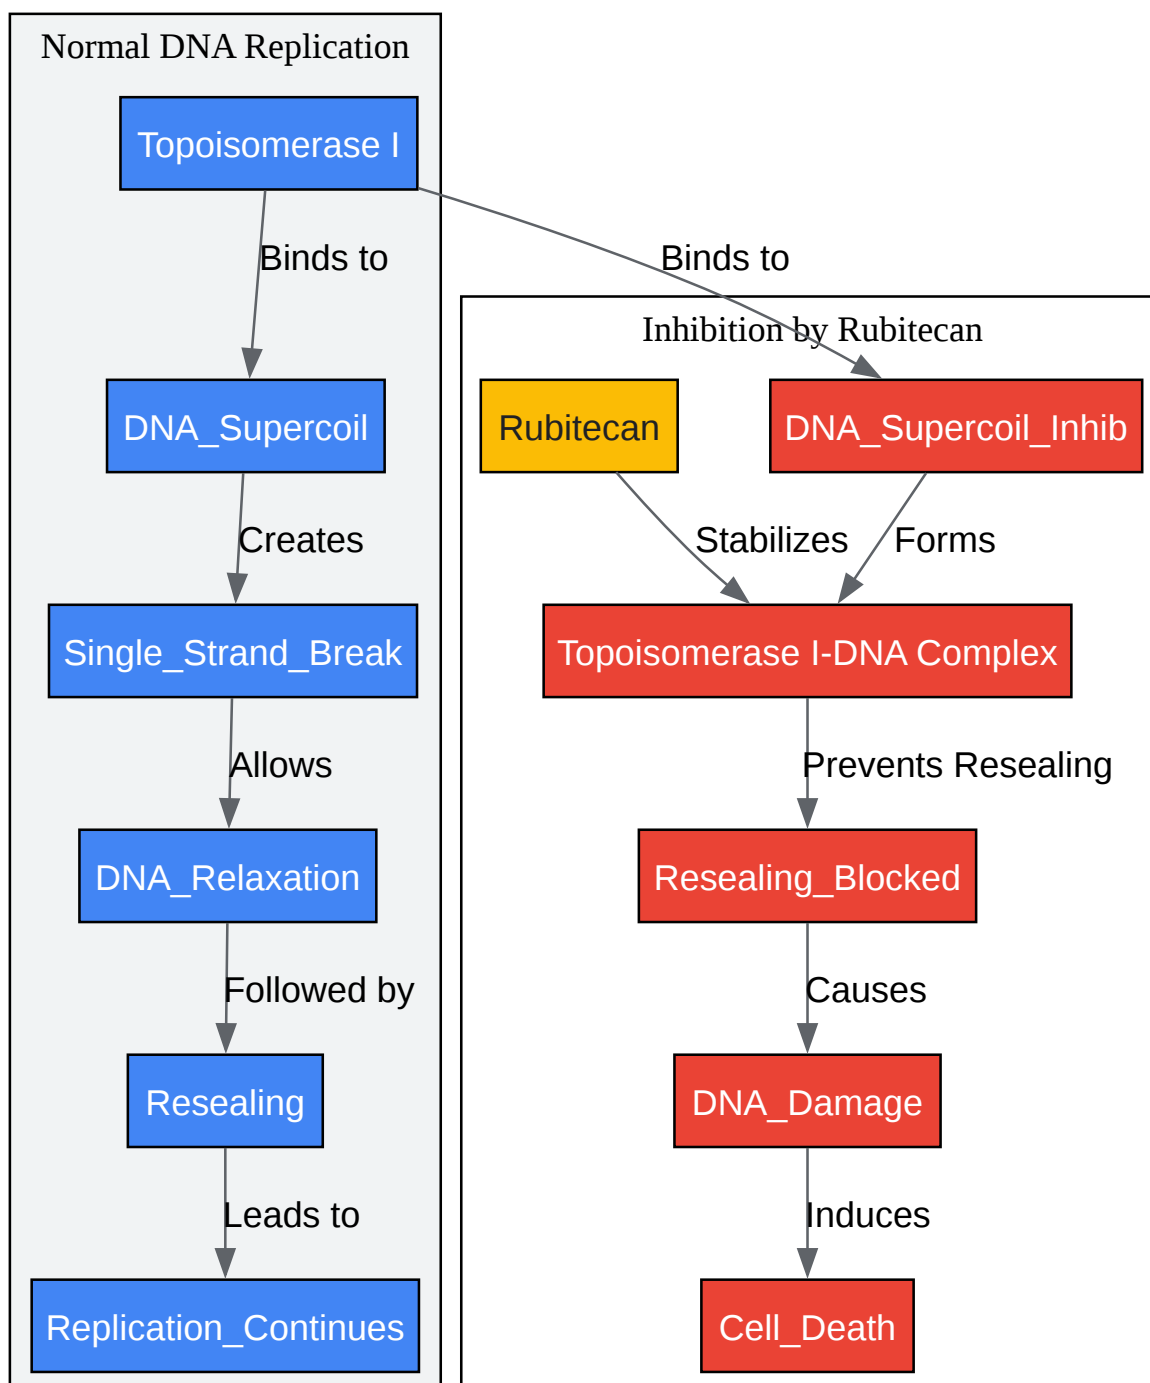 Normal DNA Replication
Topoisomerase I
Binds to
Binds to
Inhibition by Rubitecan
DNA_Supercoil
Rubitecan
DNA_Supercoil_Inhib
Creates
Stabilizes
Forms
Single_Strand_Break
Topoisomerase I-DNA Complex
Allows
Prevents Resealing
DNA_Relaxation
Resealing_Blocked
Followed by
Causes
Resealing
DNA_Damage
Leads to
Induces
Replication_Continues
Cell_Death